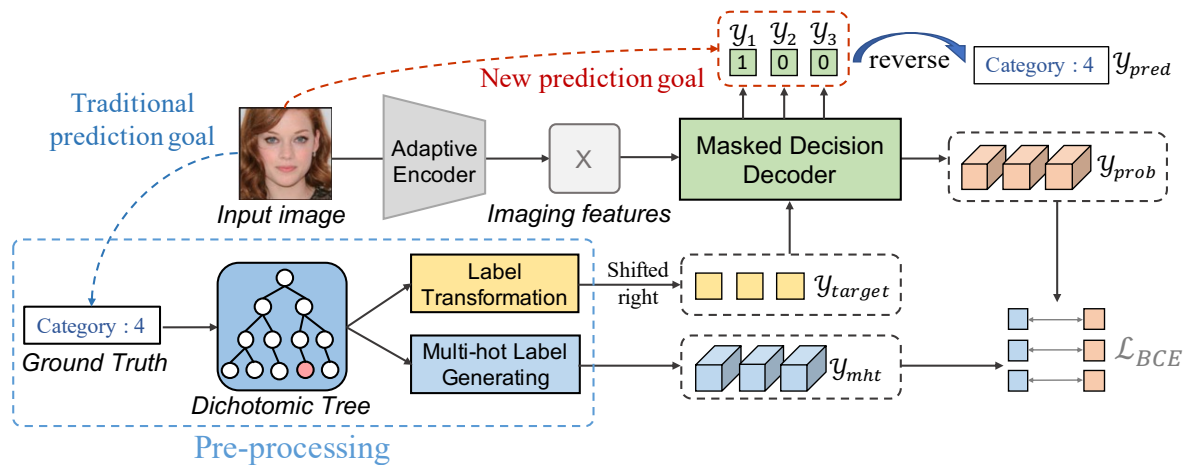 𝒴₁ 𝒴₂ 𝒴₃
1 0 0
reverse
Category : 4
𝒴pred
New prediction goal
Traditional
prediction goal
Adaptive
Encoder
X
Masked Decision
Decoder
𝒴prob
Input image
Imaging features
Label
Transformation
Shifted
right
𝒴target
Category : 4
Ground Truth
Multi-hot Label
Generating
𝒴mht
ℒBCE
Dichotomic Tree
Pre-processing